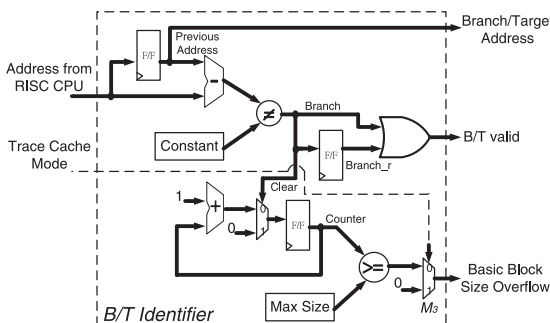 Branch/Targe
Address
F/F
Previous
Address
Address from
RISC CPU
-
≠
Branch
B/T valid
Constant
Trace Cache
Mode
F/F
Branch_r
Clear
1
+
0
0
1
F/F
Counter
>=
0
0
1
Basic Block
Size Overflow
Max Size
M3
B/T Identifier